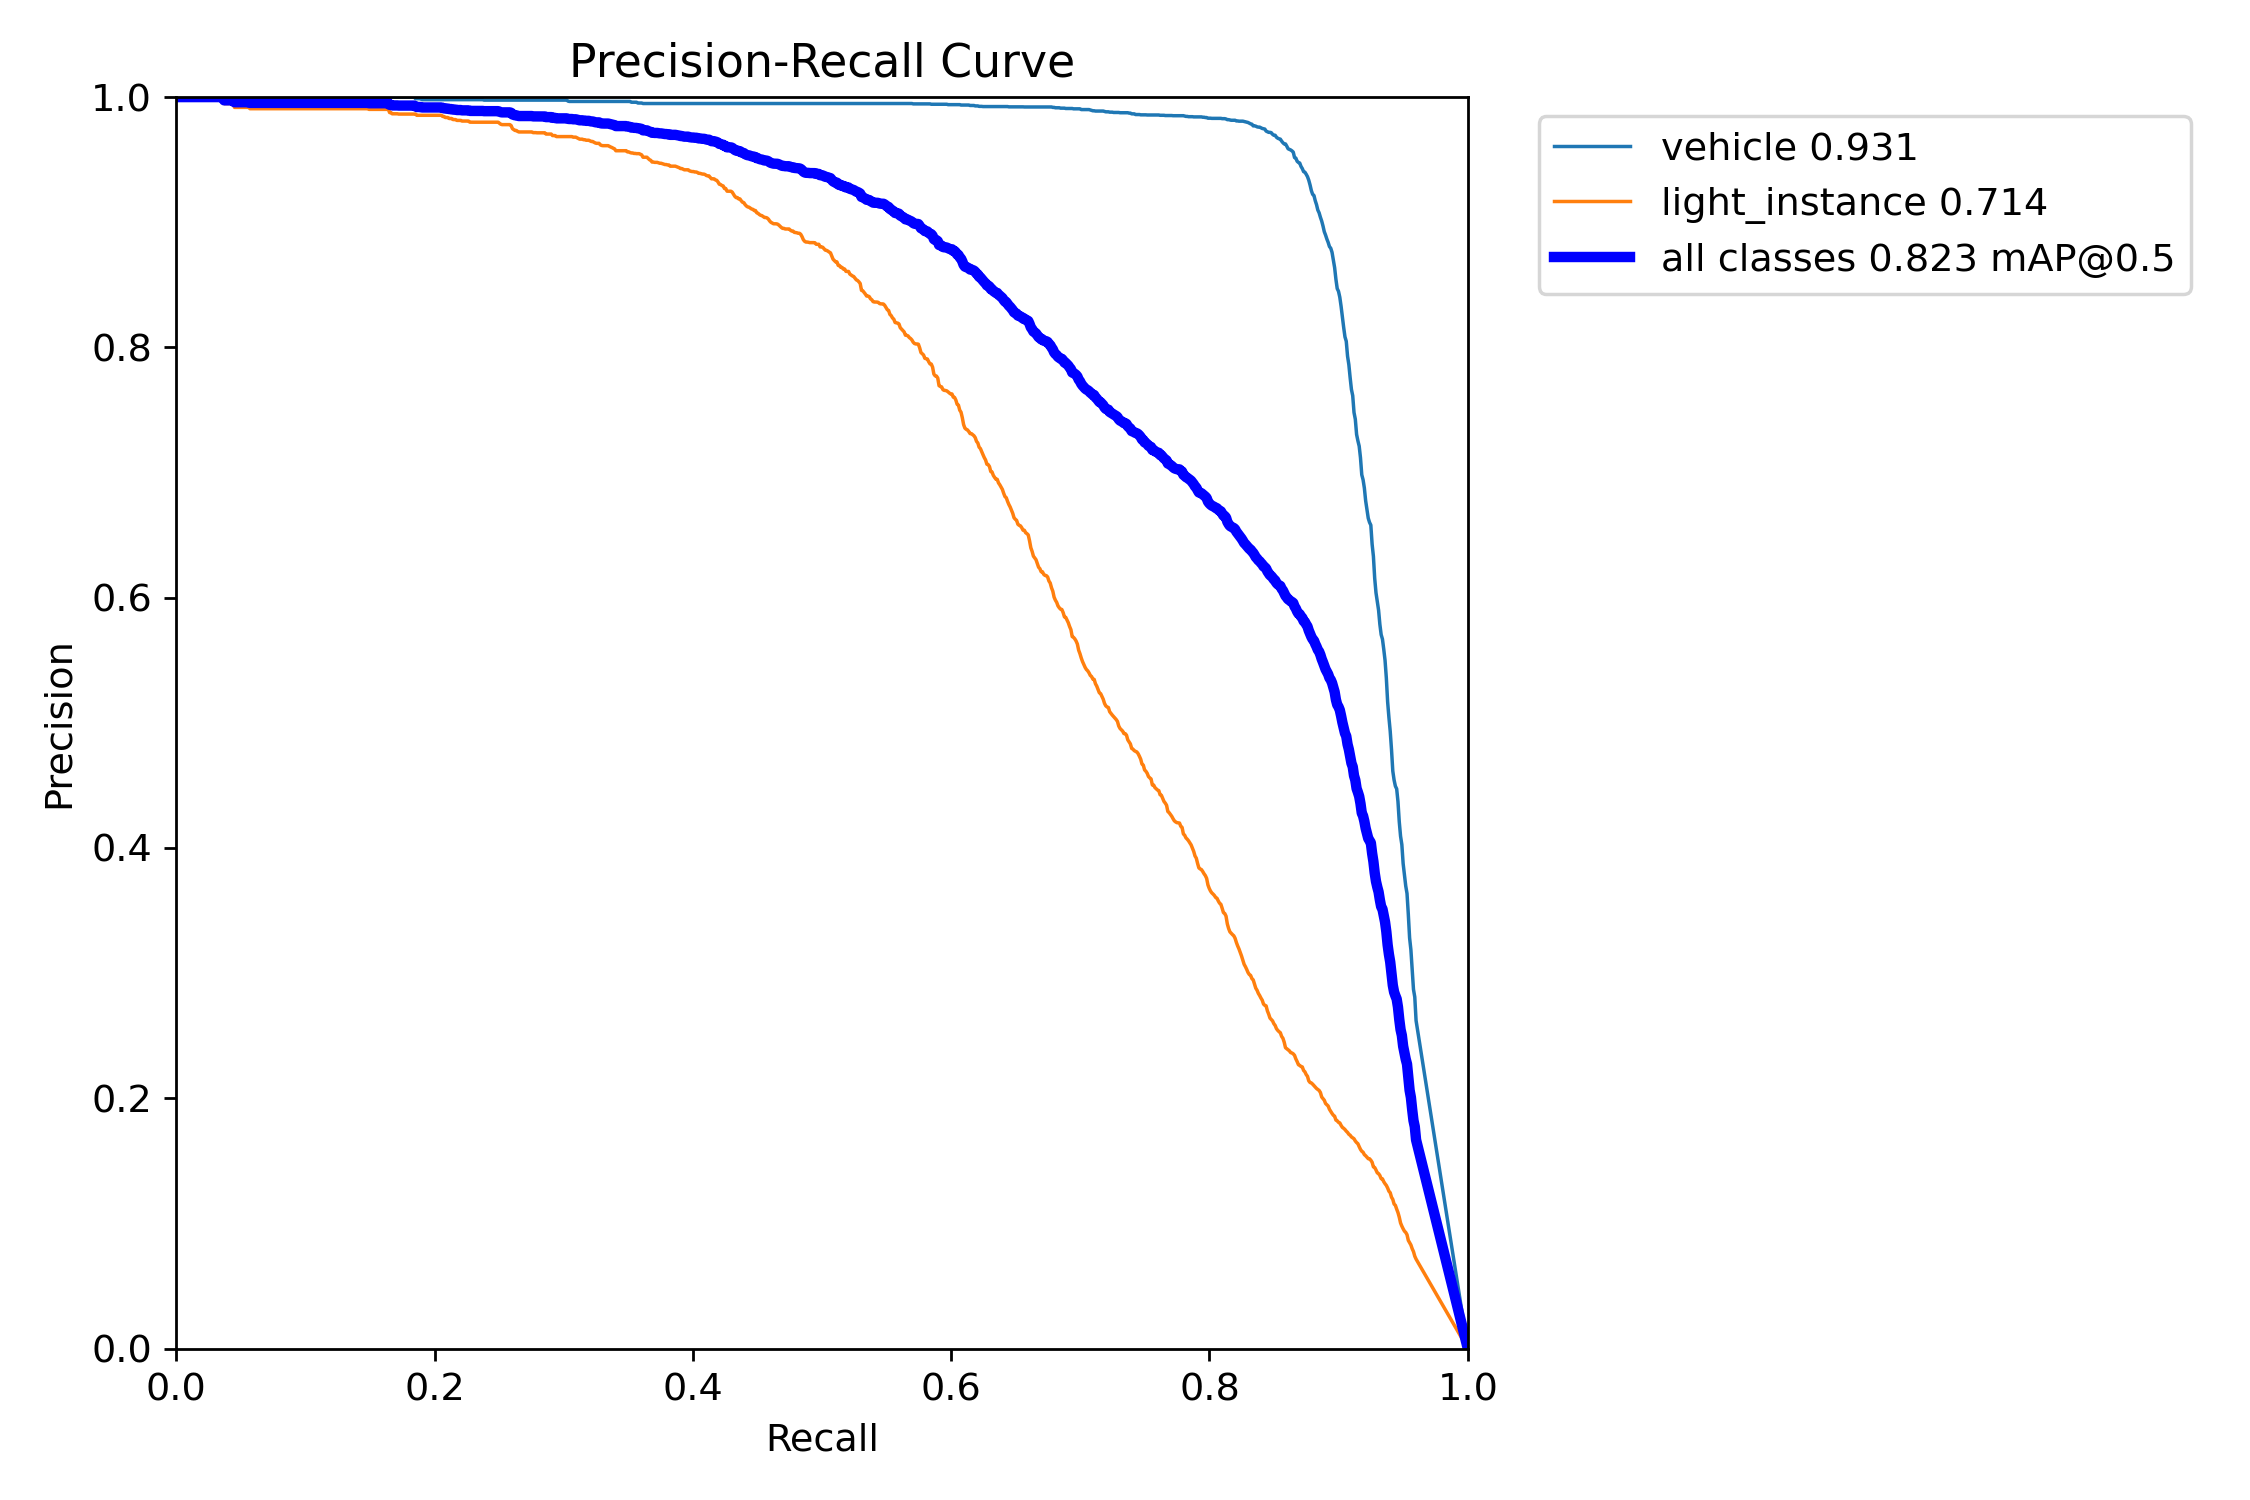 Precision-Recall Curve
vehicle 0.931
light_instance 0.714
all classes 0.823 mAP@0.5
1.0
0.8
0.6
0.4
0.2
0.0
Precision
0.0 0.2 0.4 0.6 0.8 1.0
Recall